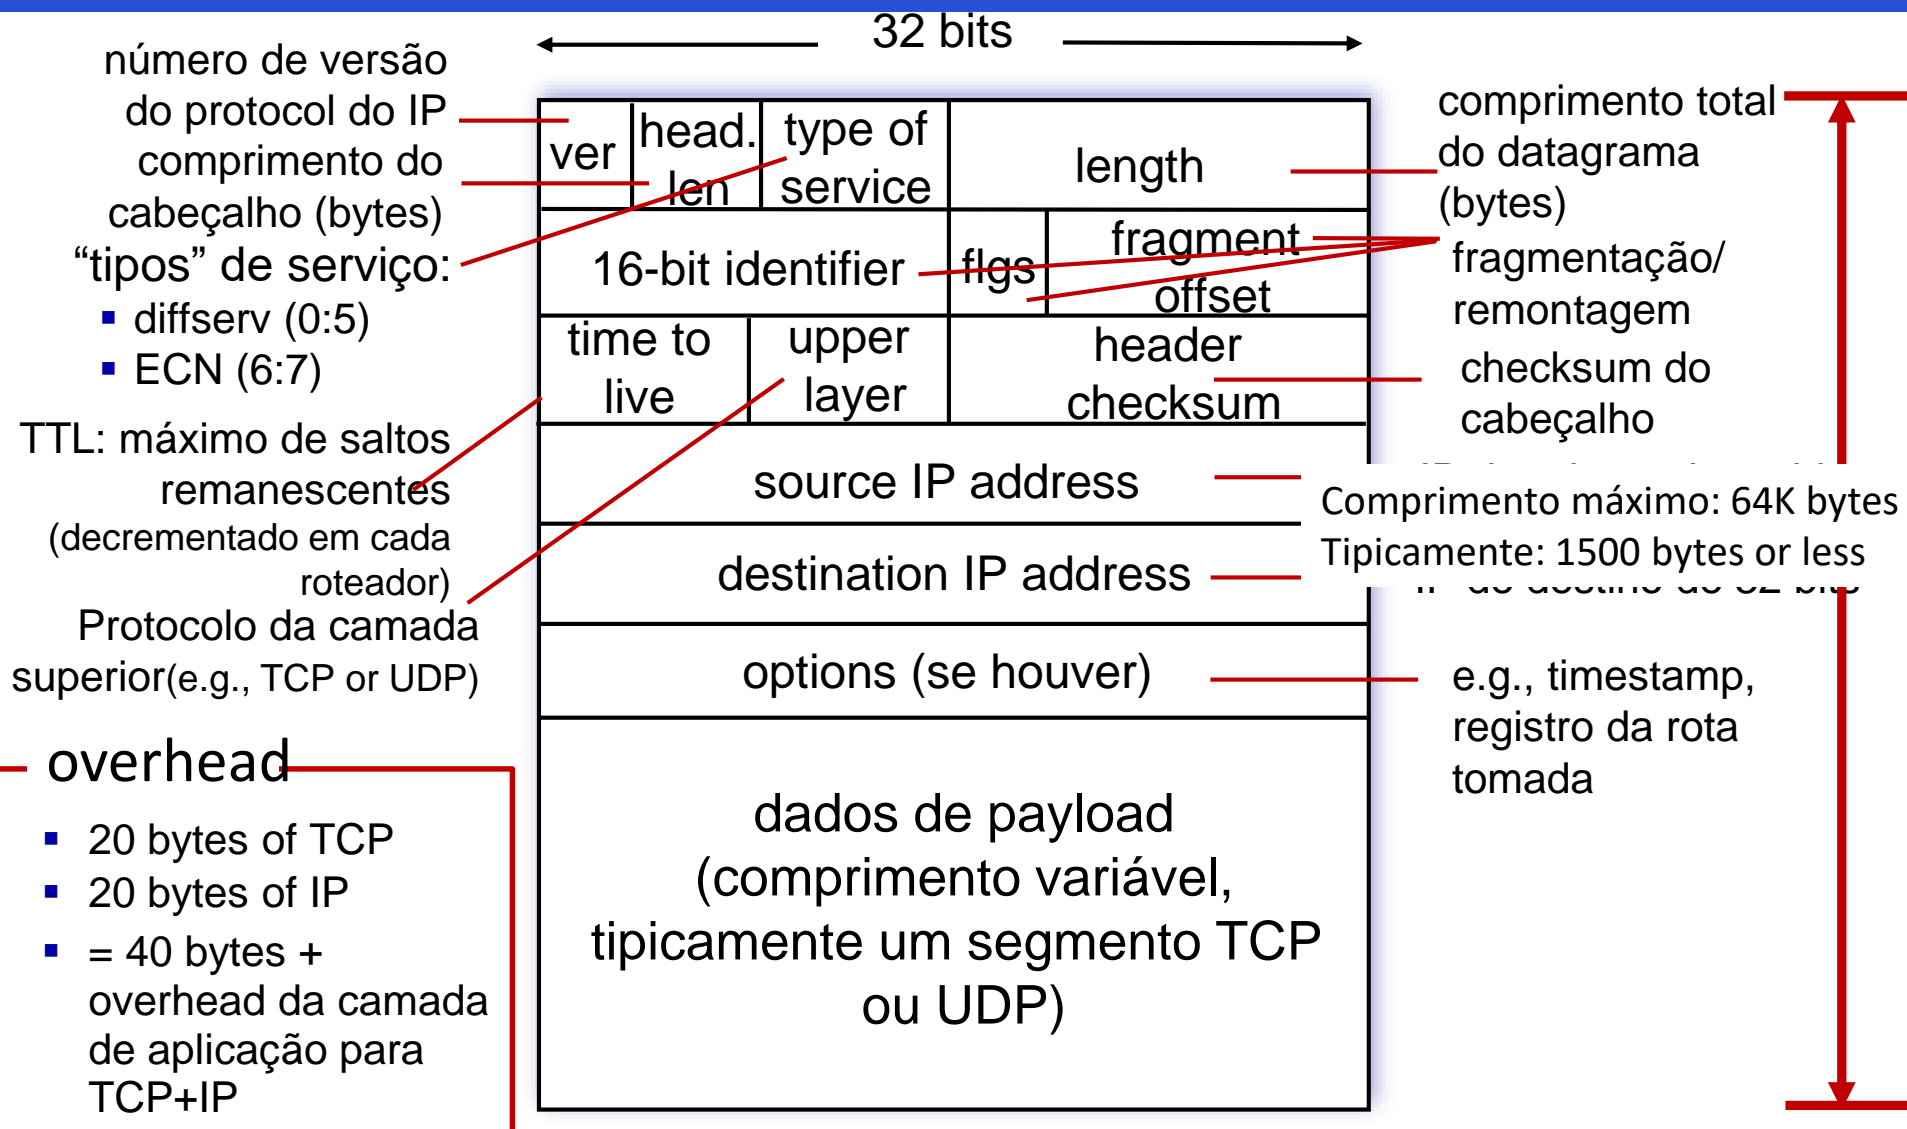 32 bits
número de versão
do protocol do IP
comprimento do
cabeçalho (bytes)
“tipos” de serviço:
▪ diffserv (0:5)
▪ ECN (6:7)
TTL: máximo de saltos
remanescentes
(decrementado em cada
roteador)
Protocolo da camada
superior(e.g., TCP or UDP)
overhead
▪ 20 bytes of TCP
▪ 20 bytes of IP
▪ = 40 bytes +
overhead da camada
de aplicação para
TCP+IP
ver
head.
len
type of
service
length
16-bit identifier
flgs
fragment
offset
time to
live
upper
layer
header
checksum
source IP address
destination IP address
options (se houver)
dados de payload
(comprimento variável,
tipicamente um segmento TCP
ou UDP)
comprimento total
do datagrama
(bytes)
fragmentação/
remontagem
checksum do
cabeçalho
Comprimento máximo: 64K bytes
Tipicamente: 1500 bytes or less
IP do destino de 32 bits
e.g., timestamp,
registro da rota
tomada